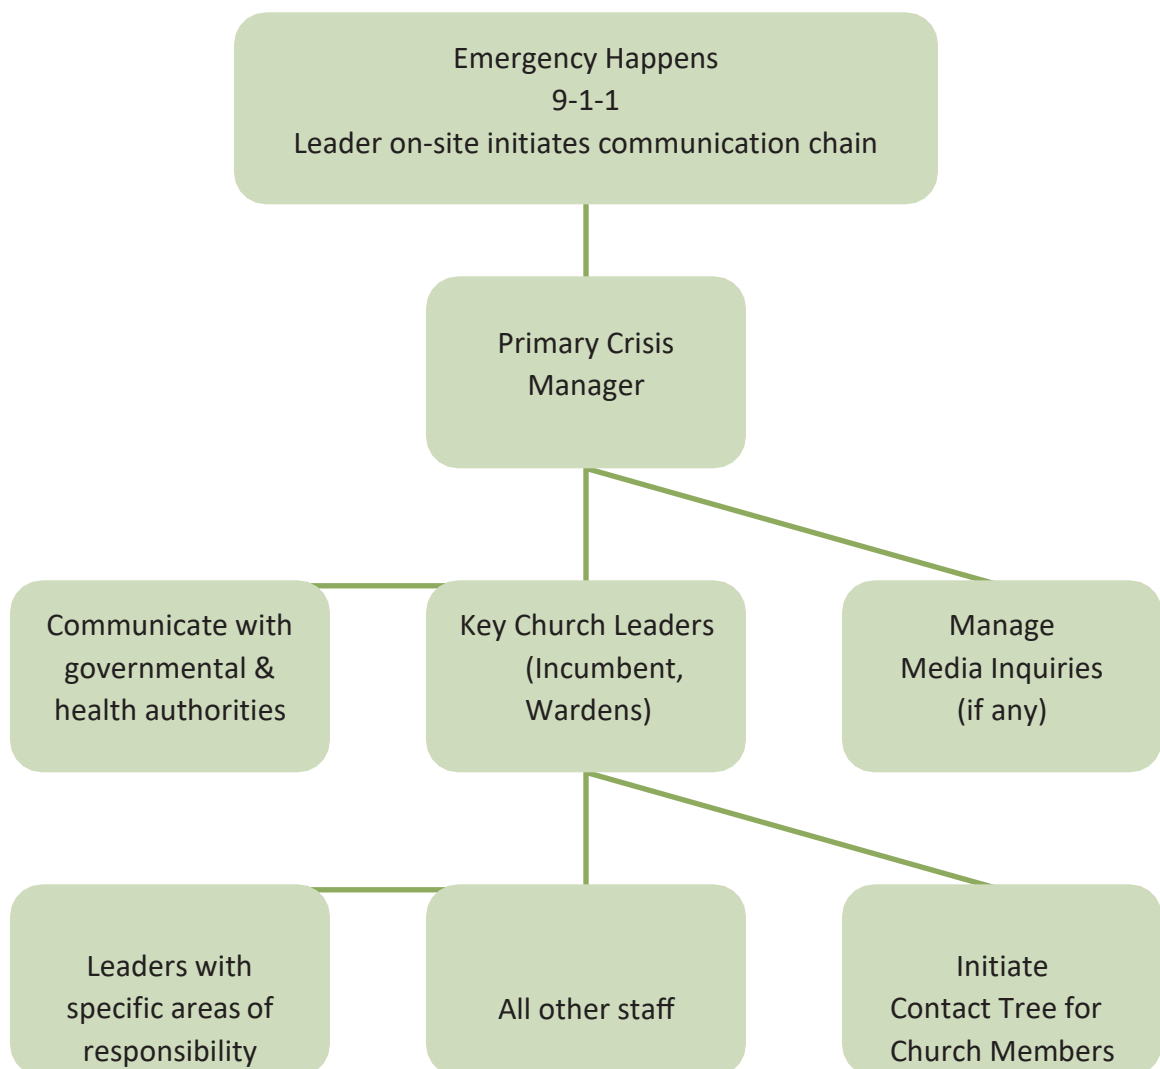 Emergency Happens
9-1-1
Leader on-site initiates communication chain
Primary Crisis
Manager
Communicate with
governmental &
health authorities
Key Church Leaders
(Incumbent,
Wardens)
Manage
Media Inquiries
(if any)
Leaders with
specific areas of
responsibility
All other staff
Initiate
Contact Tree for
Church Members